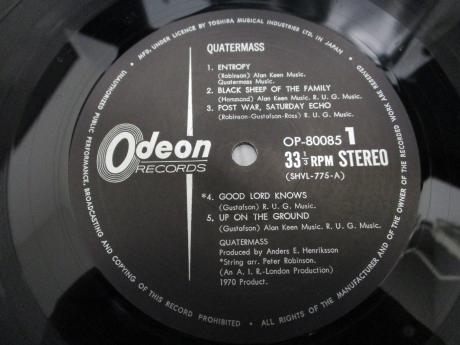 MFG. UNDER LICENCE BY TOSHIBA MUSICAL INDUSTRIES LTD. IN JAPAN
ALL RIGHTS OF THE MANUFACTURER AND OF THE OWNER OF THE RECORDED WORK ARE RESERVED
UNAUTHORIZED PUBLIC PERFORMANCE, BROADCASTING AND COPYING OF THIS RECORD PROHIBITED
QUATERMASS
1. ENTROPY
(Robinson) Alan Keen Music.
Quatermass Music.
2. BLACK SHEEP OF THE FAMILY
(Hammond) Alan Keen Music. R. U. G. Music.
3. POST WAR, SATURDAY ECHO
(Robinson-Gustafson-Ross) R. U. G. Music.
Odeon
RECORDS
OP-80085 1
33 1/3 RPM STEREO
(SHVL-775-A)
*4. GOOD LORD KNOWS
(Gustafson) R. U. G. Music.
5. UP ON THE GROUND
(Gustafson) Alan Keen Music. R. U. G. Music.
QUATERMASS
Produced by Anders E. Henriksson
*String arr. Peter Robinson.
(An A. I. R.-London Production)
1970 Product.